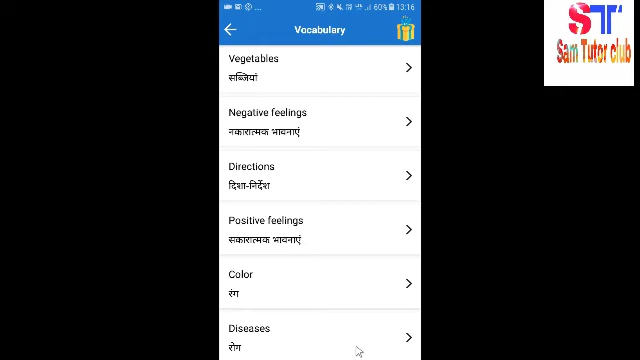 ... 60% 13:16
Vocabulary
Vegetables
सब्जियां
Negative feelings
नकारात्मक भावनाएं
Directions
दिशा-निर्देश
Positive feelings
सकारात्मक भावनाएं
Color
रंग
Diseases
रोग
ST
Sam Tutor club